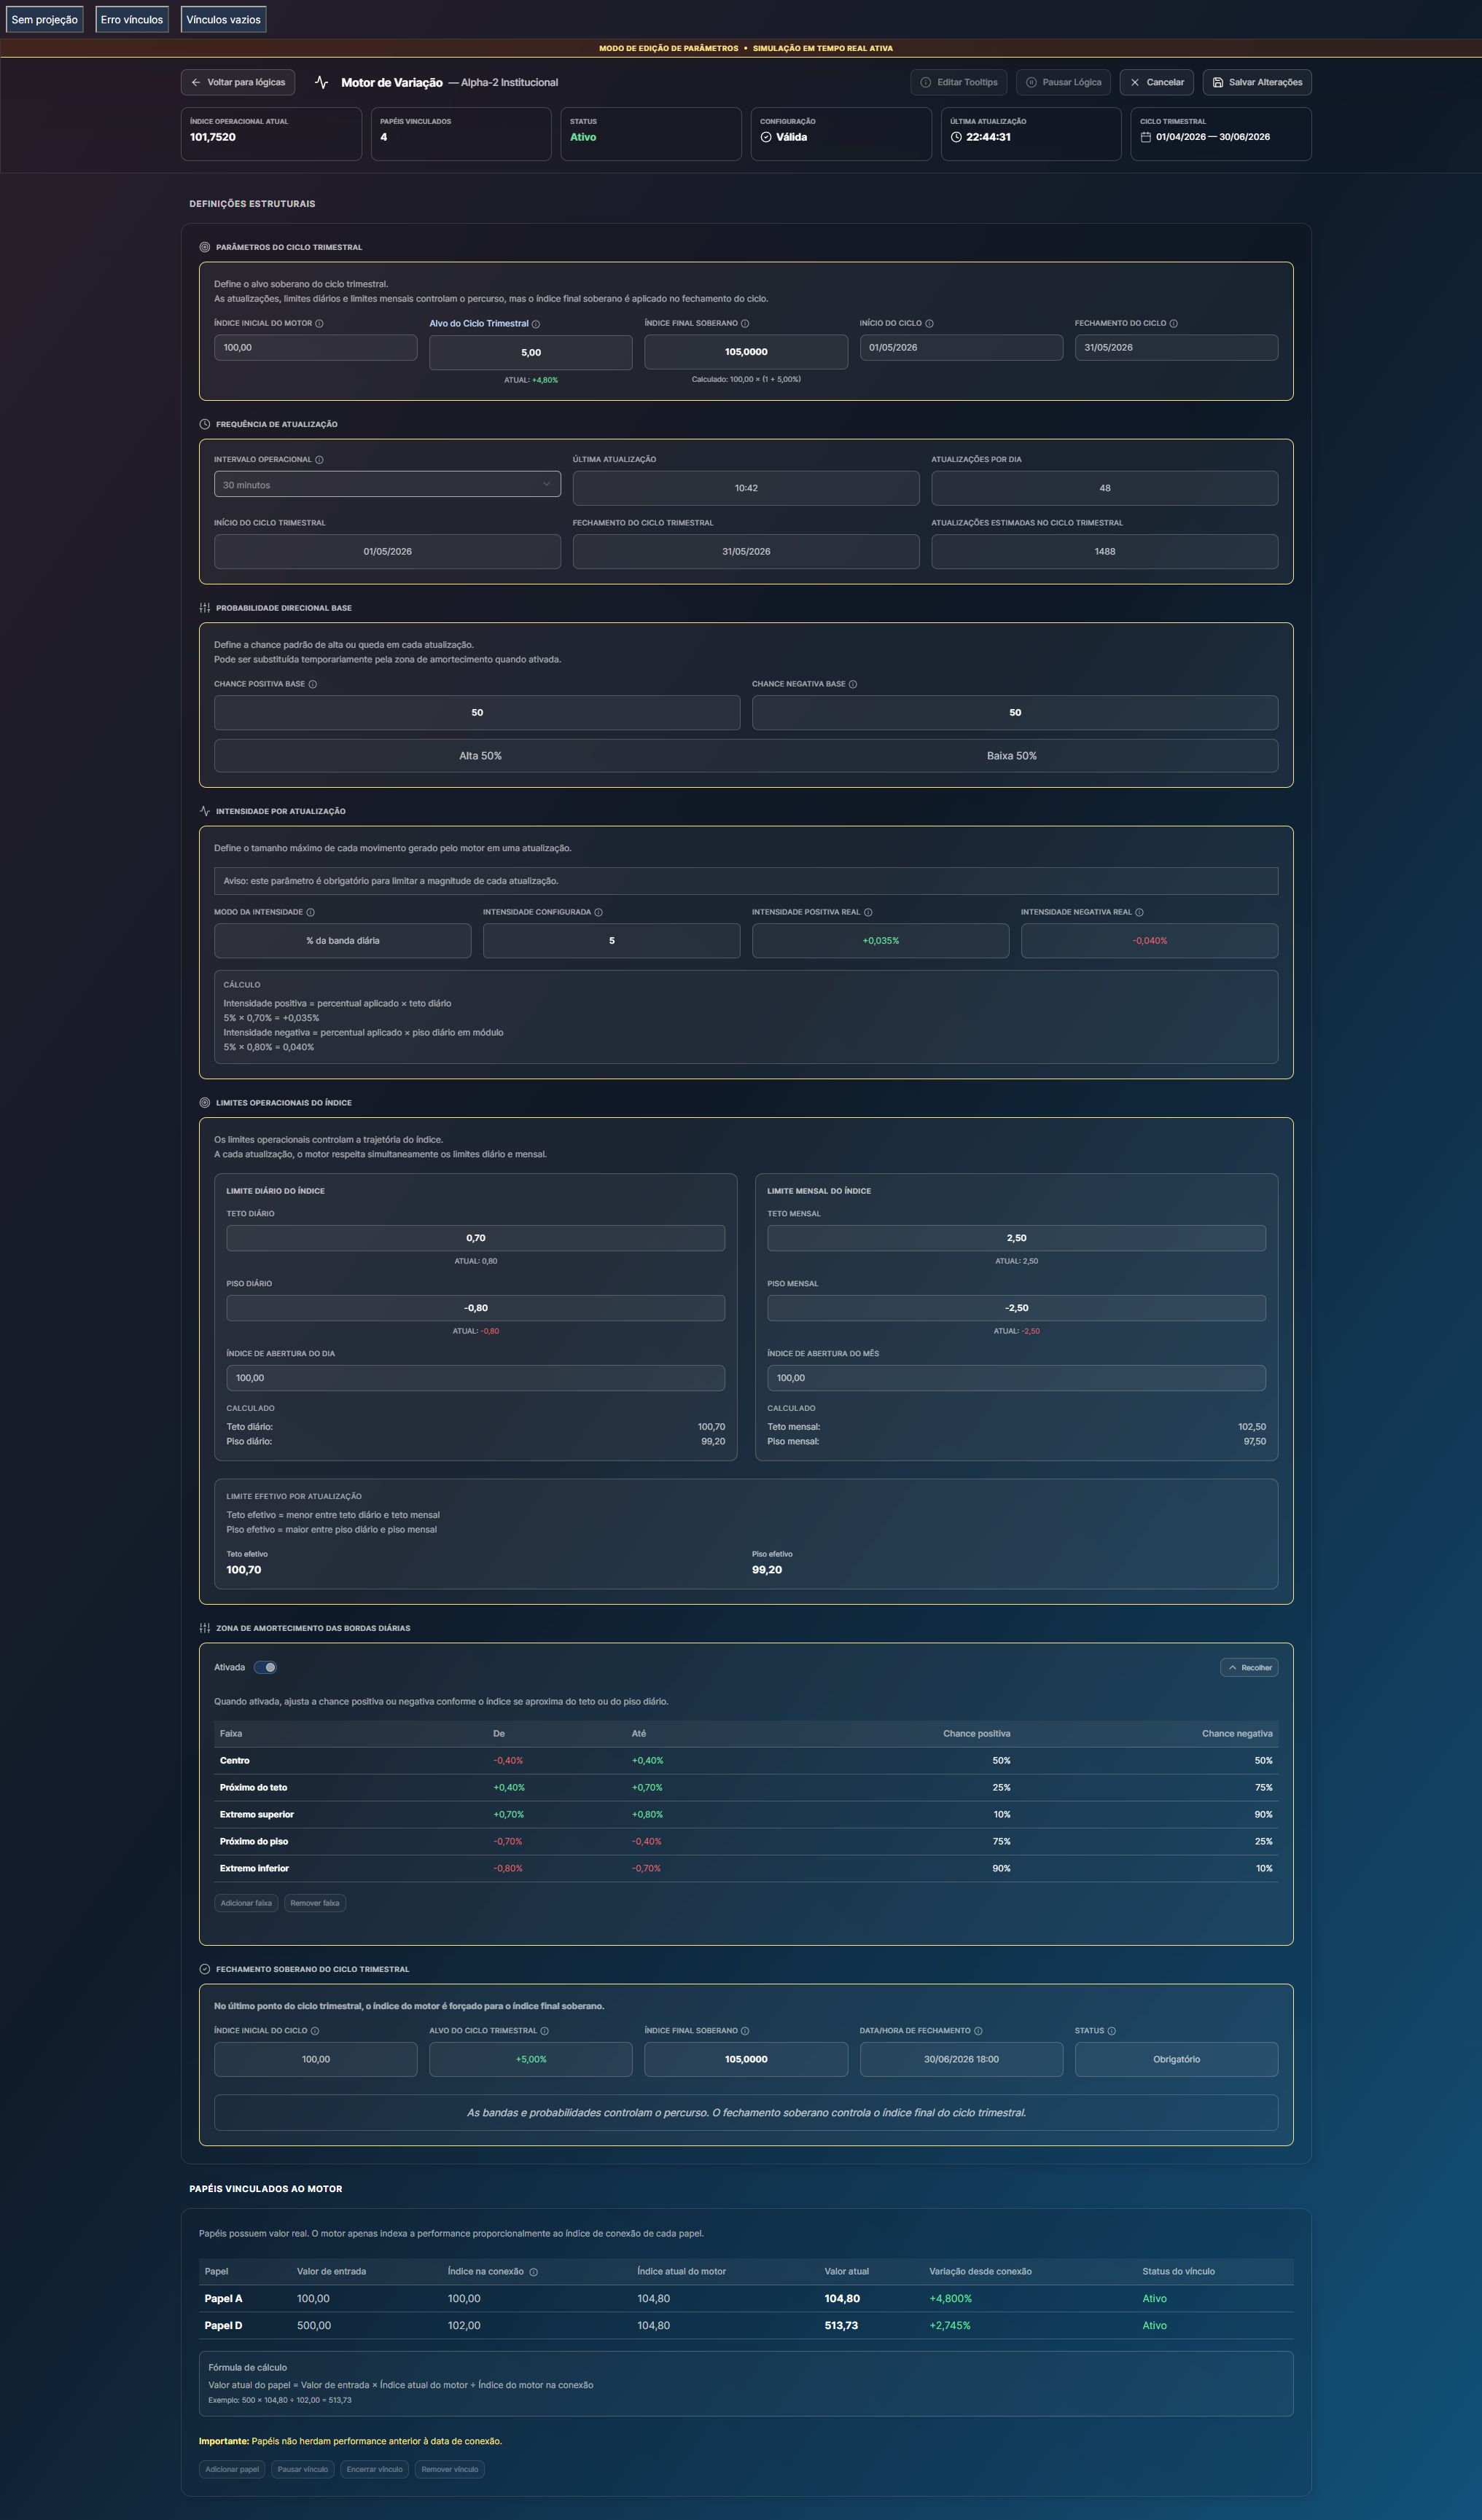 Sem projeção
Erro vínculos
Vínculos vazios
MODO DE EDIÇÃO DE PARÂMETROS • SIMULAÇÃO EM TEMPO REAL ATIVA
Voltar para lógicas
Motor de Variação — Alpha-2 Institucional
Editar Tooltips
Pausar Lógica
Cancelar
Salvar Alterações
ÍNDICE OPERACIONAL ATUAL
101,7520
PAPÉIS VINCULADOS
4
STATUS
Ativo
CONFIGURAÇÃO
Válida
ÚLTIMA ATUALIZAÇÃO
22:44:31
CICLO TRIMESTRAL
01/04/2026 — 30/06/2026
DEFINIÇÕES ESTRUTURAIS
PARÂMETROS DO CICLO TRIMESTRAL
Define o alvo soberano do ciclo trimestral.
As atualizações, limites diários e limites mensais controlam o percurso, mas o índice final soberano é aplicado no fechamento do ciclo.
ÍNDICE INICIAL DO MOTOR
100,00
Alvo do Ciclo Trimestral
5,00
ATUAL: +4,80%
ÍNDICE FINAL SOBERANO
105,0000
Calculado: 100,00 × (1 + 5,00%)
INÍCIO DO CICLO
01/05/2026
FECHAMENTO DO CICLO
31/05/2026
FREQUÊNCIA DE ATUALIZAÇÃO
INTERVALO OPERACIONAL
30 minutos
ÚLTIMA ATUALIZAÇÃO
10:42
ATUALIZAÇÕES POR DIA
48
INÍCIO DO CICLO TRIMESTRAL
01/05/2026
FECHAMENTO DO CICLO TRIMESTRAL
31/05/2026
ATUALIZAÇÕES ESTIMADAS NO CICLO TRIMESTRAL
1488
PROBABILIDADE DIRECIONAL BASE
Define a chance padrão de alta ou queda em cada atualização.
Pode ser substituída temporariamente pela zona de amortecimento quando ativada.
CHANCE POSITIVA BASE
50
CHANCE NEGATIVA BASE
50
Alta 50%
Baixa 50%
INTENSIDADE POR ATUALIZAÇÃO
Define o tamanho máximo de cada movimento gerado pelo motor em uma atualização.
Aviso: este parâmetro é obrigatório para limitar a magnitude de cada atualização.
MODO DA INTENSIDADE
% da banda diária
INTENSIDADE CONFIGURADA
5
INTENSIDADE POSITIVA REAL
+0,035%
INTENSIDADE NEGATIVA REAL
-0,040%
CÁLCULO
Intensidade positiva = percentual aplicado × teto diário
5% × 0,70% = +0,035%
Intensidade negativa = percentual aplicado × piso diário em módulo
5% × 0,80% = 0,040%
LIMITES OPERACIONAIS DO ÍNDICE
Os limites operacionais controlam a trajetória do índice.
A cada atualização, o motor respeita simultaneamente os limites diário e mensal.
LIMITE DIÁRIO DO ÍNDICE
TETO DIÁRIO
0,70
ATUAL: 0,80
PISO DIÁRIO
-0,80
ATUAL: -0,80
ÍNDICE DE ABERTURA DO DIA
100,00
CALCULADO
Teto diário: 100,70
Piso diário: 99,20
LIMITE MENSAL DO ÍNDICE
TETO MENSAL
2,50
ATUAL: 2,50
PISO MENSAL
-2,50
ATUAL: -2,50
ÍNDICE DE ABERTURA DO MÊS
100,00
CALCULADO
Teto mensal: 102,50
Piso mensal: 97,50
LIMITE EFETIVO POR ATUALIZAÇÃO
Teto efetivo = menor entre teto diário e teto mensal
Piso efetivo = maior entre piso diário e piso mensal
Teto efetivo
100,70
Piso efetivo
99,20
ZONA DE AMORTECIMENTO DAS BORDAS DIÁRIAS
Ativada
Recolher
Quando ativada, ajusta a chance positiva ou negativa conforme o índice se aproxima do teto ou do piso diário.
Faixa De Até Chance positiva Chance negativa
Centro -0,40% +0,40% 50% 50%
Próximo do teto +0,40% +0,70% 25% 75%
Extremo superior +0,70% +0,80% 10% 90%
Próximo do piso -0,70% -0,40% 75% 25%
Extremo inferior -0,80% -0,70% 90% 10%
Adicionar faixa
Remover faixa
FECHAMENTO SOBERANO DO CICLO TRIMESTRAL
No último ponto do ciclo trimestral, o índice do motor é forçado para o índice final soberano.
ÍNDICE INICIAL DO CICLO
100,00
ALVO DO CICLO TRIMESTRAL
+5,00%
ÍNDICE FINAL SOBERANO
105,0000
DATA/HORA DE FECHAMENTO
30/06/2026 18:00
STATUS
Obrigatório
As bandas e probabilidades controlam o percurso. O fechamento soberano controla o índice final do ciclo trimestral.
PAPÉIS VINCULADOS AO MOTOR
Papéis possuem valor real. O motor apenas indexa a performance proporcionalmente ao índice de conexão de cada papel.
Papel Valor de entrada Índice na conexão Índice atual do motor Valor atual Variação desde conexão Status do vínculo
Papel A 100,00 100,00 104,80 104,80 +4,800% Ativo
Papel D 500,00 102,00 104,80 513,73 +2,745% Ativo
Fórmula de cálculo
Valor atual do papel = Valor de entrada × Índice atual do motor ÷ Índice do motor na conexão
Exemplo: 500 × 104,80 ÷ 102,00 = 513,73
Importante: Papéis não herdam performance anterior à data de conexão.
Adicionar papel
Pausar vínculo
Encerrar vínculo
Remover vínculo